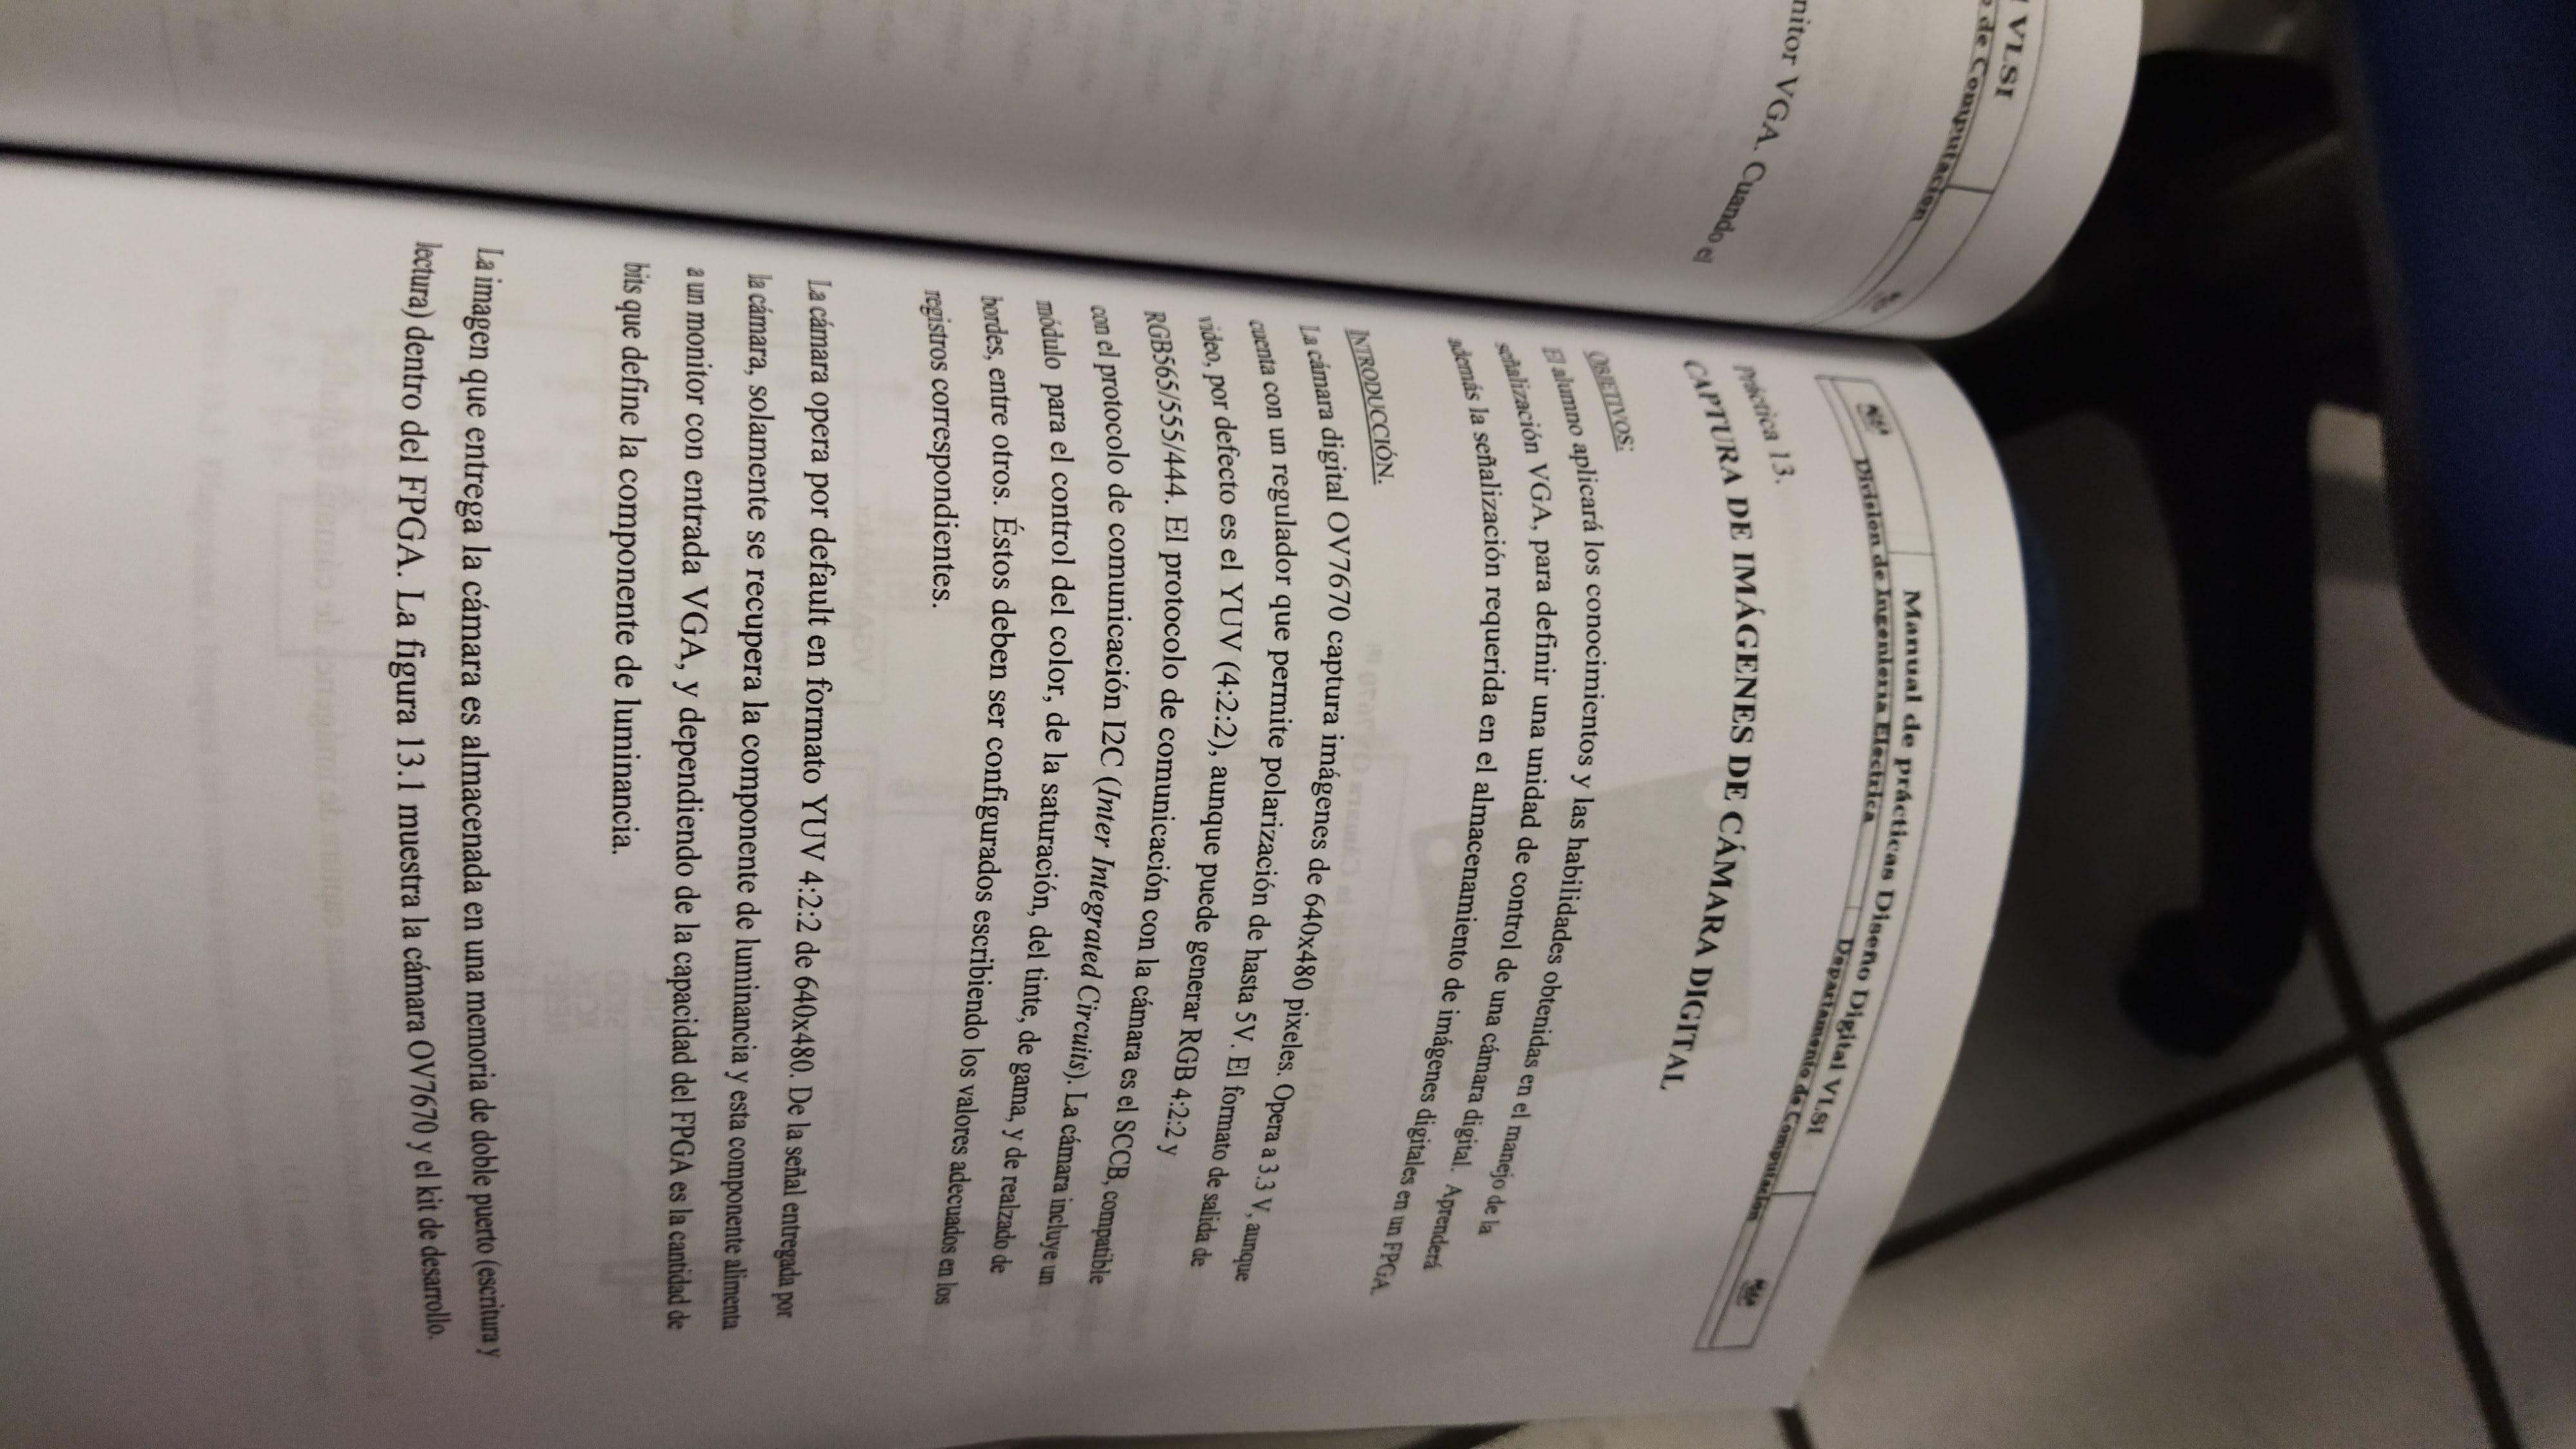 VLSI
de Computación
nitor VGA. Cuando el
Manual de prácticas Diseño Digital VLSI
División de Ingeniería Eléctrica
Departamento de Computación
Práctica 13.
CAPTURA DE IMÁGENES DE CÁMARA DIGITAL
OBJETIVOS:
El alumno aplicará los conocimientos y las habilidades obtenidas en el manejo de la
señalización VGA, para definir una unidad de control de una cámara digital. Aprenderá
además la señalización requerida en el almacenamiento de imágenes digitales en un FPGA.
INTRODUCCIÓN.
La cámara digital OV7670 captura imágenes de 640x480 pixeles. Opera a 3.3 V, aunque
cuenta con un regulador que permite polarización de hasta 5V. El formato de salida de
video, por defecto es el YUV (4:2:2), aunque puede generar RGB 4:2:2 y
RGB565/555/444. El protocolo de comunicación con la cámara es el SCCB, compatible
con el protocolo de comunicación I2C (Inter Integrated Circuits). La cámara incluye un
módulo para el control del color, de la saturación, del tinte, de gama, y de realzado de
bordes, entre otros. Éstos deben ser configurados escribiendo los valores adecuados en los
registros correspondientes.
La cámara opera por default en formato YUV 4:2:2 de 640x480. De la señal entregada por
la cámara, solamente se recupera la componente de luminancia y esta componente alimenta
a un monitor con entrada VGA, y dependiendo de la capacidad del FPGA es la cantidad de
bits que define la componente de luminancia.
La imagen que entrega la cámara es almacenada en una memoria de doble puerto (escritura y
lectura) dentro del FPGA. La figura 13.1 muestra la cámara OV7670 y el kit de desarrollo.